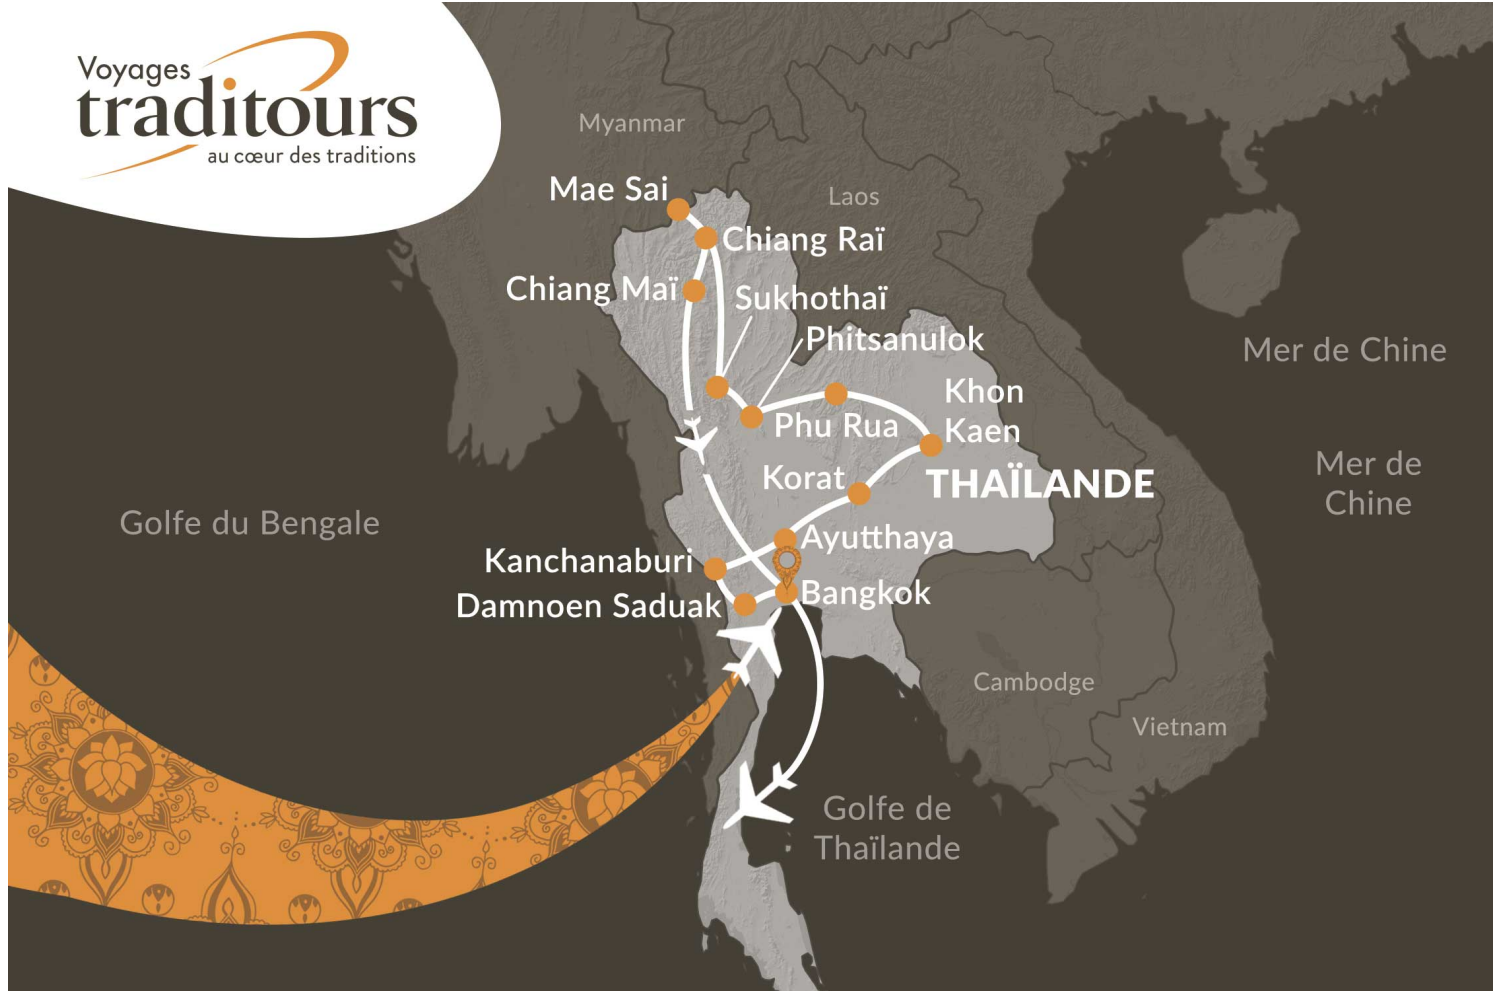 Voyages
traditours
au cœur des traditions
Myanmar
Mae Sai
Laos
Chiang Raï
Chiang Maï
Sukhothaï
Phitsanulok
Mer de Chine
Khon
Kaen
Phu Rua
Korat
THAÏLANDE
Mer de
Chine
Golfe du Bengale
Ayutthaya
Kanchanaburi
Bangkok
Damnoen Saduak
Cambodge
Vietnam
Golfe de
Thaïlande